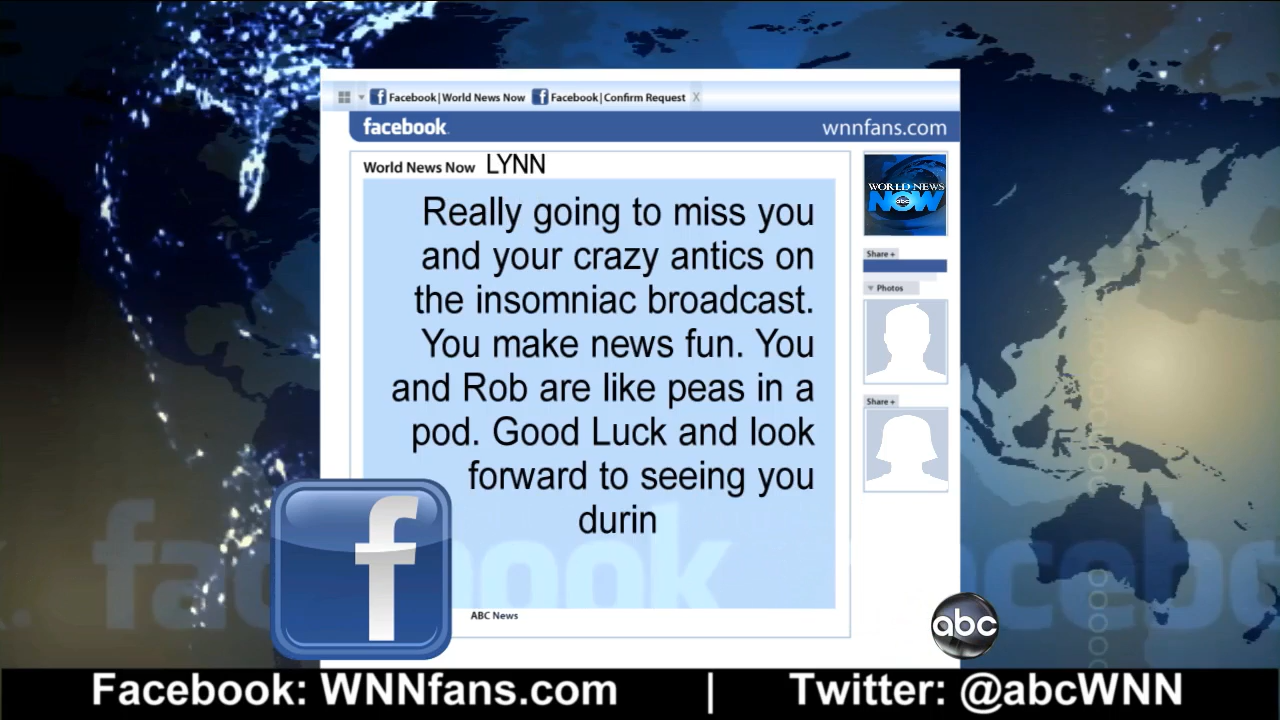 Facebook|World News Now Facebook|Confirm Request X
facebook wnnfans.com
World News Now LYNN
Really going to miss you
and your crazy antics on
the insomniac broadcast.
You make news fun. You
and Rob are like peas in a
pod. Good Luck and look
forward to seeing you
durin
WORLD NEWS
NOW
abc
Share +
Photos
Share +
f
facebook
ABC News
abc
Facebook: WNNfans.com | Twitter: @abcWNN